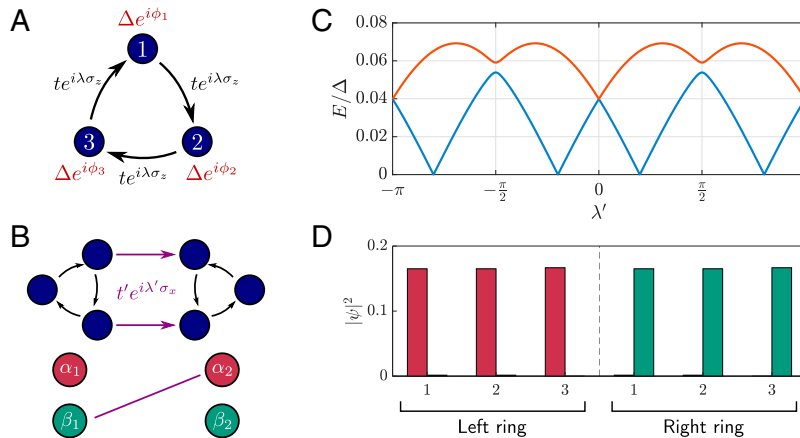 A
Δe^{iϕ_1}
1
te^{iλσ_z}
te^{iλσ_z}
3
2
Δe^{iϕ_3}
te^{iλσ_z}
Δe^{iϕ_2}
B
t′e^{iλ′σ_x}
α_1
α_2
β_1
β_2
C
E/Δ
0.08
0.06
0.04
0.02
0
−π
−π/2
0
π/2
λ′
D
|ψ|^2
0.2
0.1
0
1
2
3
1
2
3
Left ring
Right ring